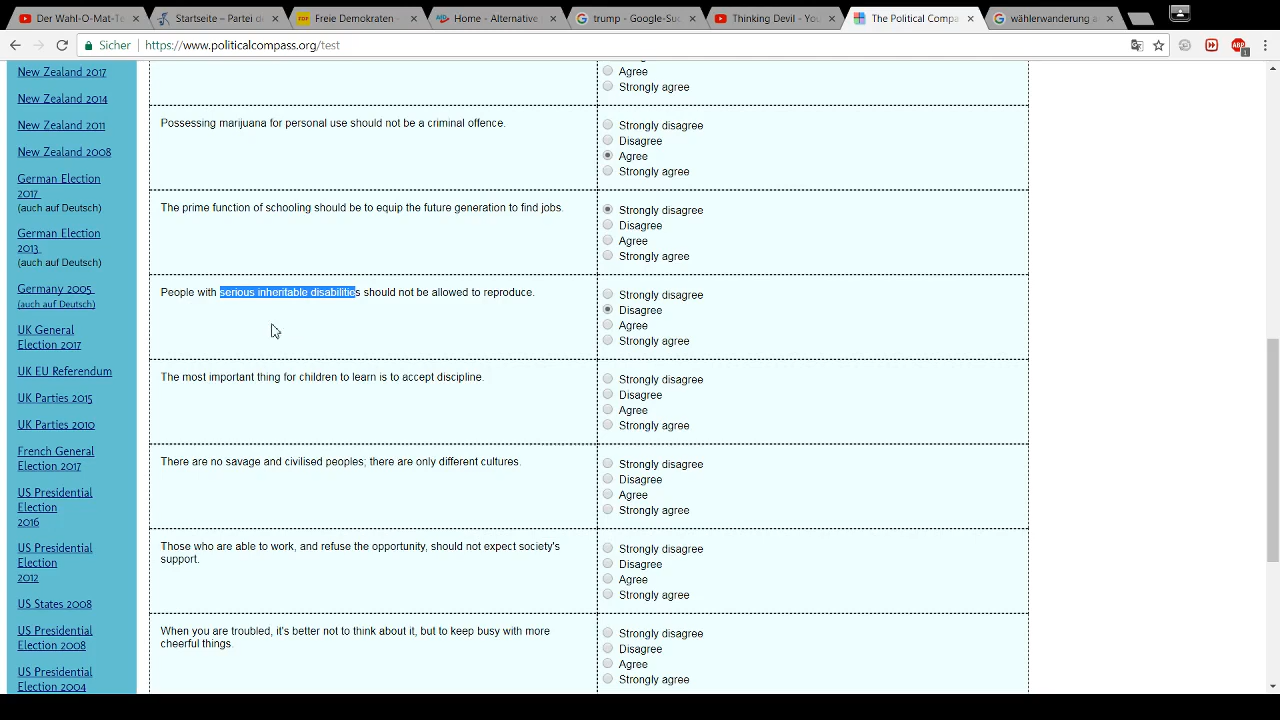 Der Wahl-O-Mat-Te
Startseite – Partei de
FDP
Freie Demokraten -
Home - Alternative
trump - Google-Suc
Thinking Devil - You
The Political Compa
wählerwanderung a
Sicher
https://www.politicalcompass.org/test
ABP
1
New Zealand 2017
New Zealand 2014
New Zealand 2011
New Zealand 2008
German Election
2017
(auch auf Deutsch)
German Election
2013
(auch auf Deutsch)
Germany 2005
(auch auf Deutsch)
UK General
Election 2017
UK EU Referendum
UK Parties 2015
UK Parties 2010
French General
Election 2017
US Presidential
Election
2016
US Presidential
Election
2012
US States 2008
US Presidential
Election 2008
US Presidential
Election 2004
Agree
Strongly agree
Possessing marijuana for personal use should not be a criminal offence.
Strongly disagree
Disagree
Agree
Strongly agree
The prime function of schooling should be to equip the future generation to find jobs.
Strongly disagree
Disagree
Agree
Strongly agree
People with serious inheritable disabilities should not be allowed to reproduce.
Strongly disagree
Disagree
Agree
Strongly agree
The most important thing for children to learn is to accept discipline.
Strongly disagree
Disagree
Agree
Strongly agree
There are no savage and civilised peoples; there are only different cultures.
Strongly disagree
Disagree
Agree
Strongly agree
Those who are able to work, and refuse the opportunity, should not expect society's
support.
Strongly disagree
Disagree
Agree
Strongly agree
When you are troubled, it's better not to think about it, but to keep busy with more
cheerful things.
Strongly disagree
Disagree
Agree
Strongly agree